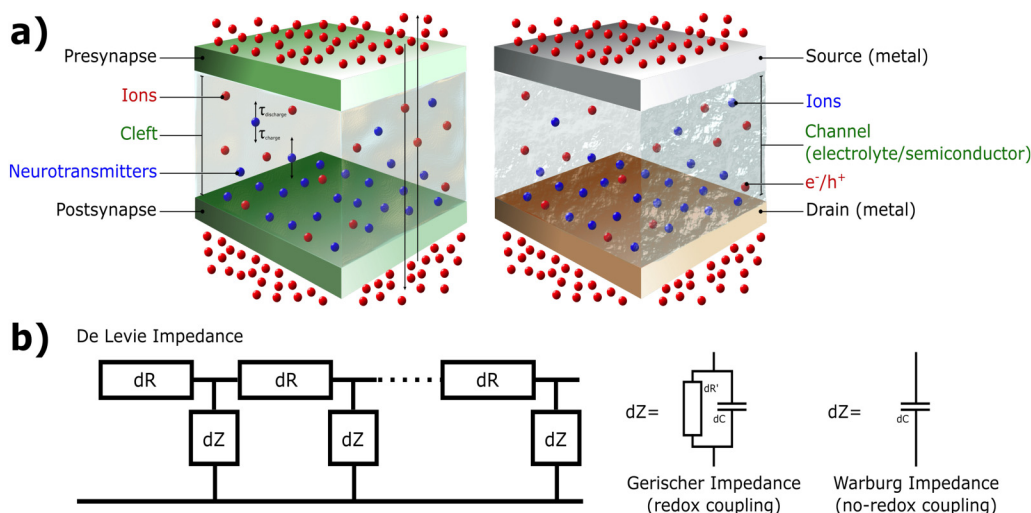 a)
Presynapse
Ions
Cleft
Neurotransmitters
Postsynapse
τdischarge
τcharge
Source (metal)
Ions
Channel
(electrolyte/semiconductor)
e⁻/h⁺
Drain (metal)
b)
De Levie Impedance
dR
dR
dR
dZ
dZ
dZ
dZ=
dR'
dC
Gerischer Impedance
(redox coupling)
dZ=
dC
Warburg Impedance
(no-redox coupling)